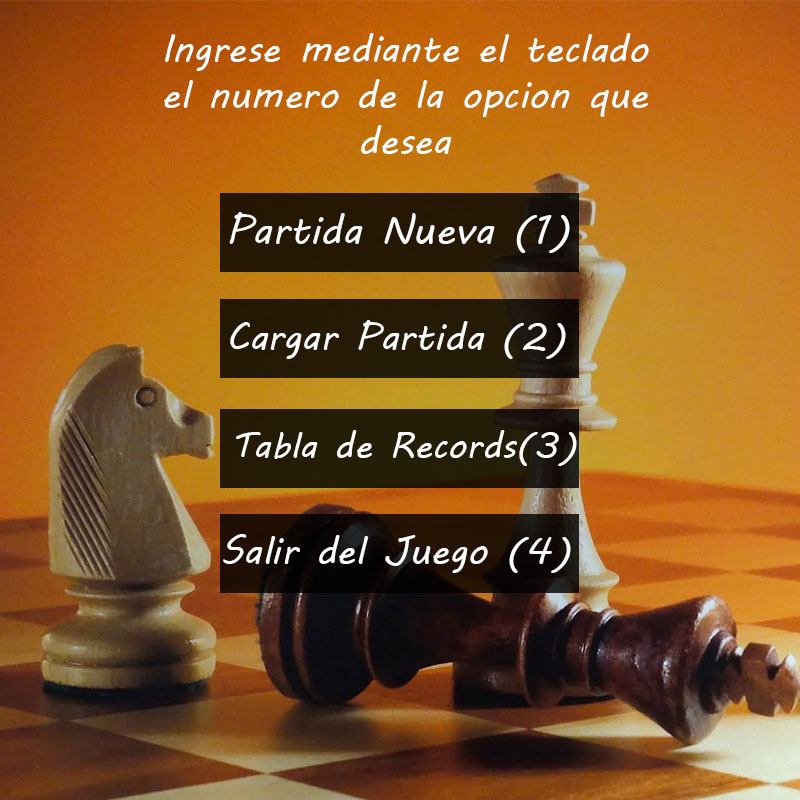 Ingrese mediante el teclado
el numero de la opcion que
desea
Partida Nueva (1)
Cargar Partida (2)
Tabla de Records(3)
Salir del Juego (4)